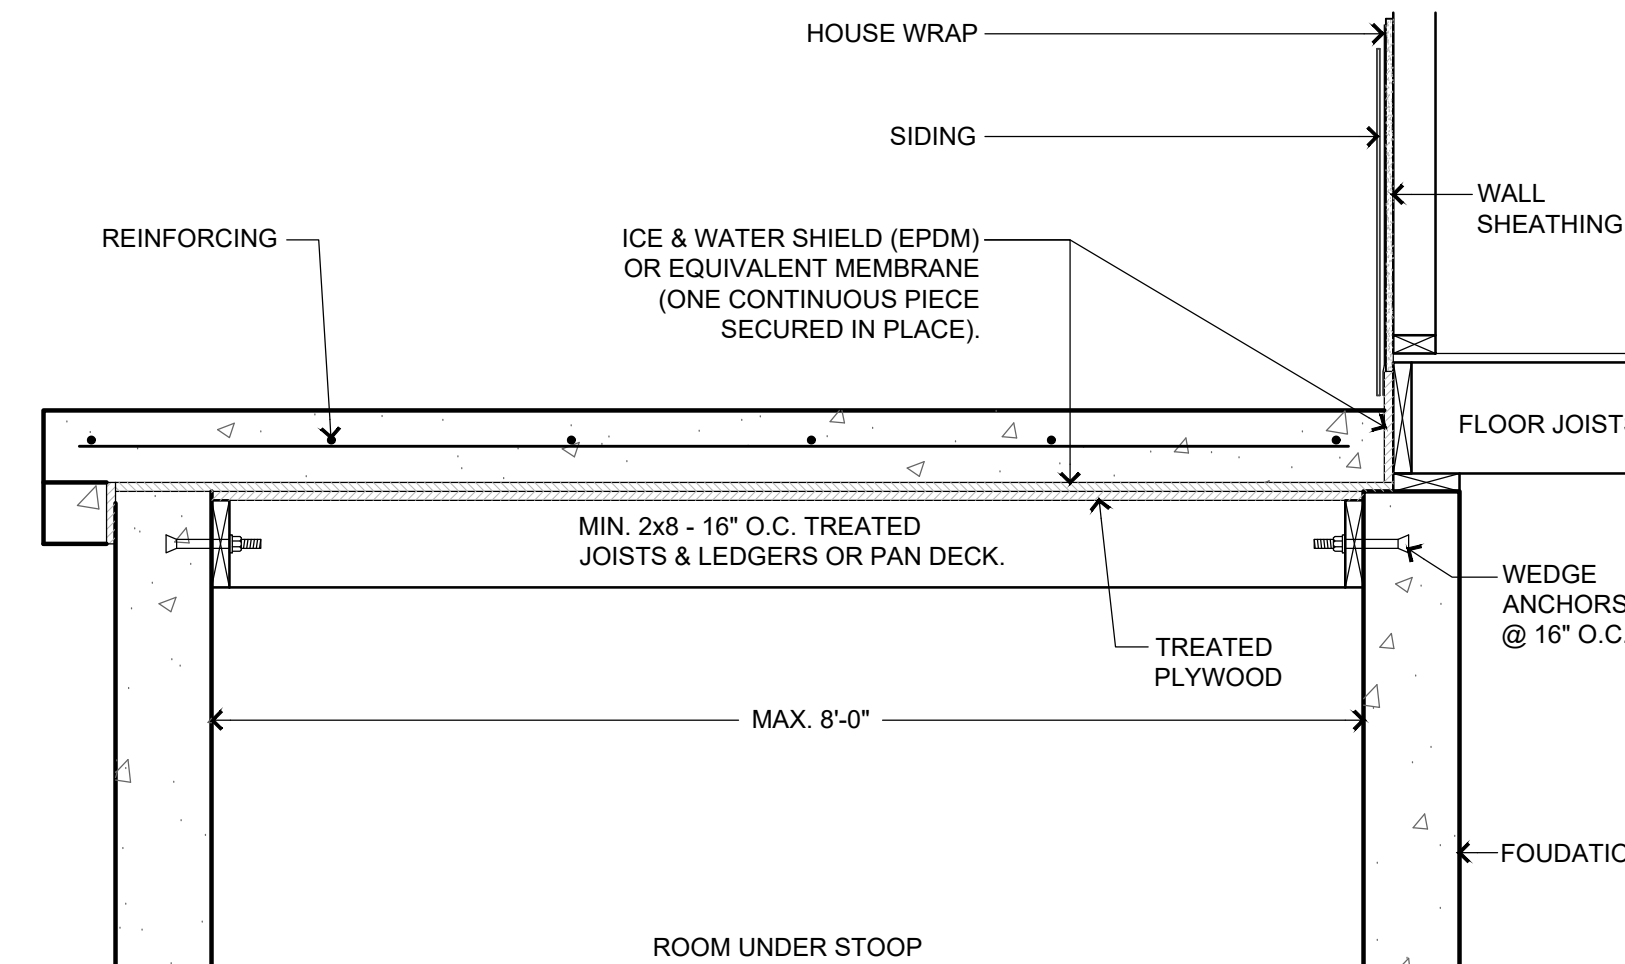 HOUSE WRAP
SIDING
WALL
SHEATHING
REINFORCING
ICE & WATER SHIELD (EPDM)
OR EQUIVALENT MEMBRANE
(ONE CONTINUOUS PIECE
SECURED IN PLACE).
FLOOR JOISTS
MIN. 2x8 - 16" O.C. TREATED
JOISTS & LEDGERS OR PAN DECK.
WEDGE
ANCHORS
@ 16" O.C.
TREATED
PLYWOOD
MAX. 8'-0"
FOUDATIO
ROOM UNDER STOOP